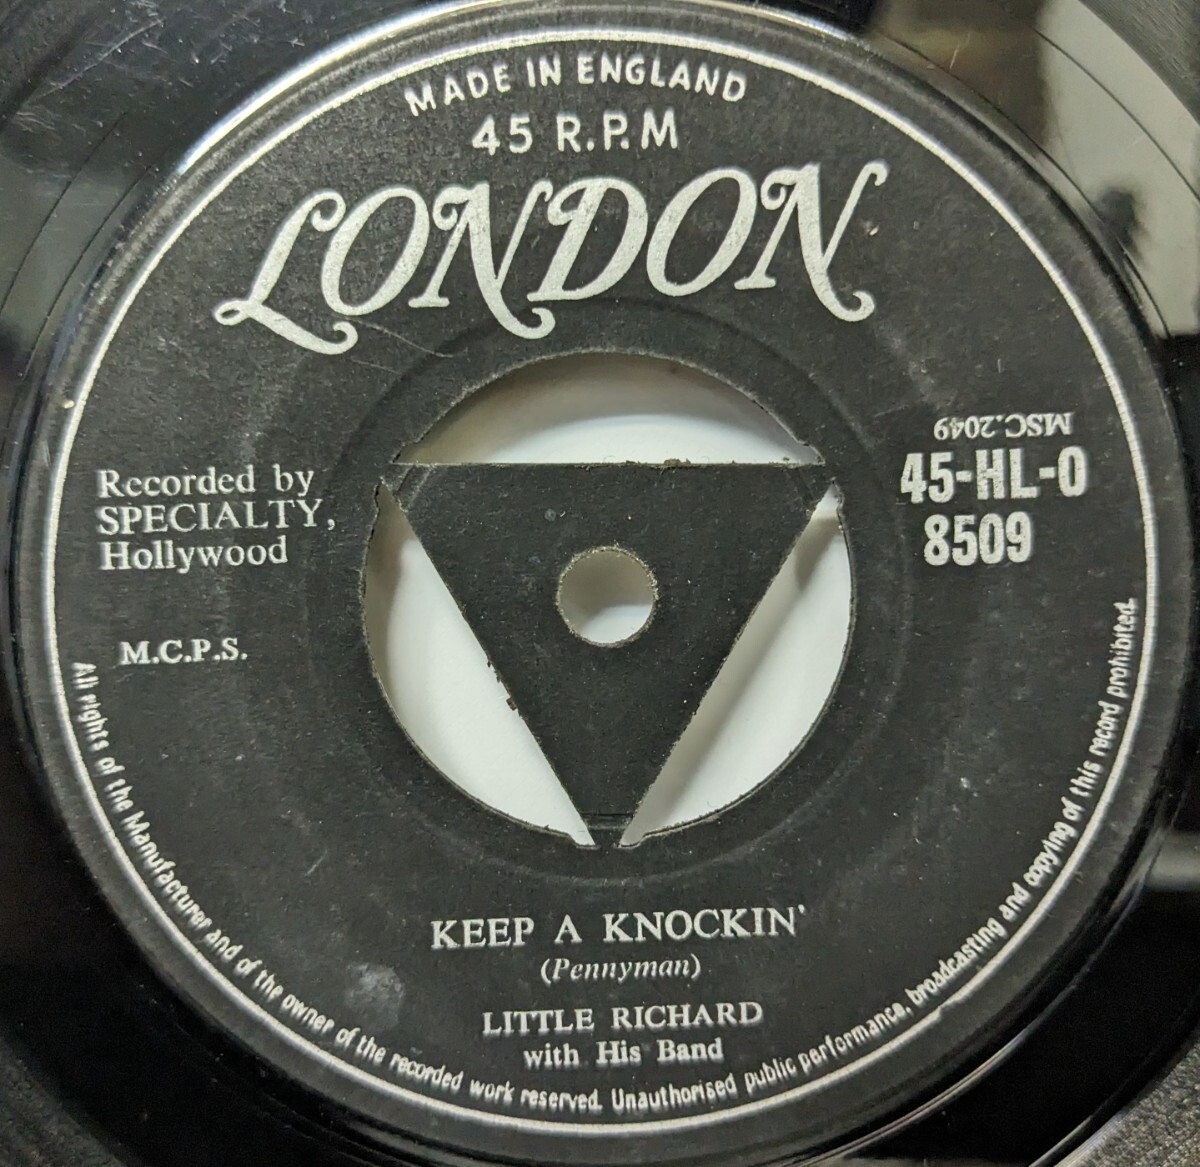 MADE IN ENGLAND
45 R.P.M
LONDON
MSC.2049
45-HL-O
8509
Recorded by
SPECIALTY,
Hollywood
M.C.P.S.
KEEP A KNOCKIN'
(Pennyman)
LITTLE RICHARD
with His Band
All rights of the Manufacturer and of the owner of the recorded work reserved. Unauthorised public performance, broadcasting and copying of this record prohibited.